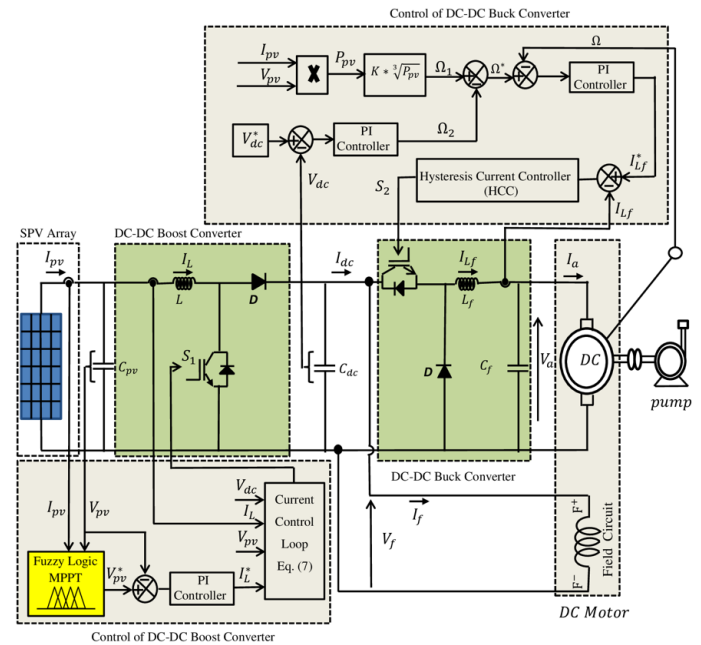 Control of DC-DC Buck Converter
I_pv
V_pv
X
P_pv
K * ∛P_pv
Ω_1
Ω*
Ω
PI
Controller
V*_dc
PI
Controller
Ω_2
V_dc
S_2
Hysteresis Current Controller
(HCC)
I*_Lf
I_Lf
SPV Array
DC-DC Boost Converter
I_pv
I_L
L
D
I_dc
I_Lf
L_f
I_a
S_1
C_pv
C_dc
D
C_f
V_a
DC
pump
DC-DC Buck Converter
I_pv
V_pv
V_dc
I_L
V_pv
I*_L
Current
Control
Loop
Eq. (7)
Fuzzy Logic
MPPT
V*_pv
PI
Controller
I_f
V_f
F+
F−
Field Circuit
DC Motor
Control of DC-DC Boost Converter